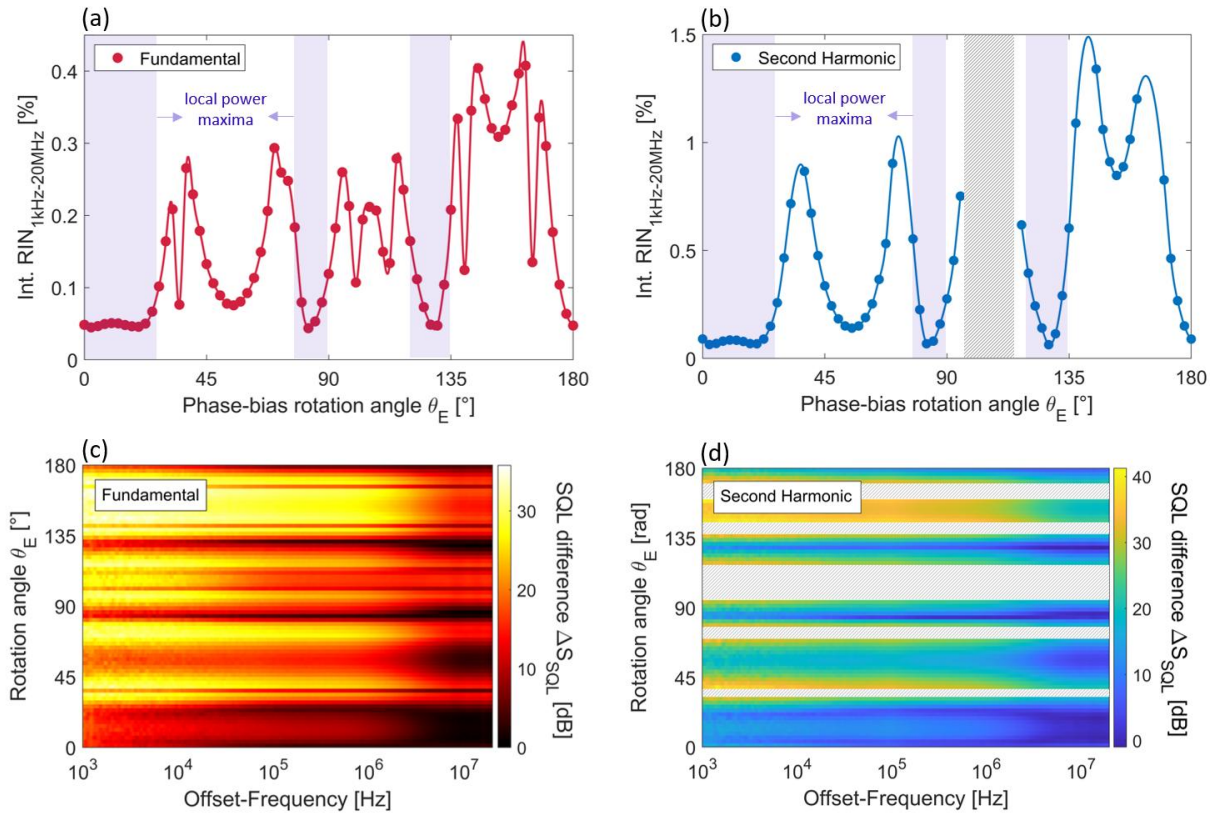 (a)
Fundamental
local power
maxima
Int. RIN1kHz-20MHz [%]
0.4
0.3
0.2
0.1
0
0 45 90 135 180
Phase-bias rotation angle θE [°]
(b)
Second Harmonic
local power
maxima
Int. RIN1kHz-20MHz [%]
1.5
1
0.5
0
0 45 90 135 180
Phase-bias rotation angle θE [°]
(c)
Fundamental
Rotation angle θE [°]
180
135
90
45
0
10^3 10^4 10^5 10^6 10^7
Offset-Frequency [Hz]
30
20
10
0
SQL difference ΔSSQL [dB]
(d)
Second Harmonic
Rotation angle θE [rad]
180
135
90
45
0
10^3 10^4 10^5 10^6 10^7
Offset-Frequency [Hz]
40
30
20
10
0
SQL difference ΔSSQL [dB]